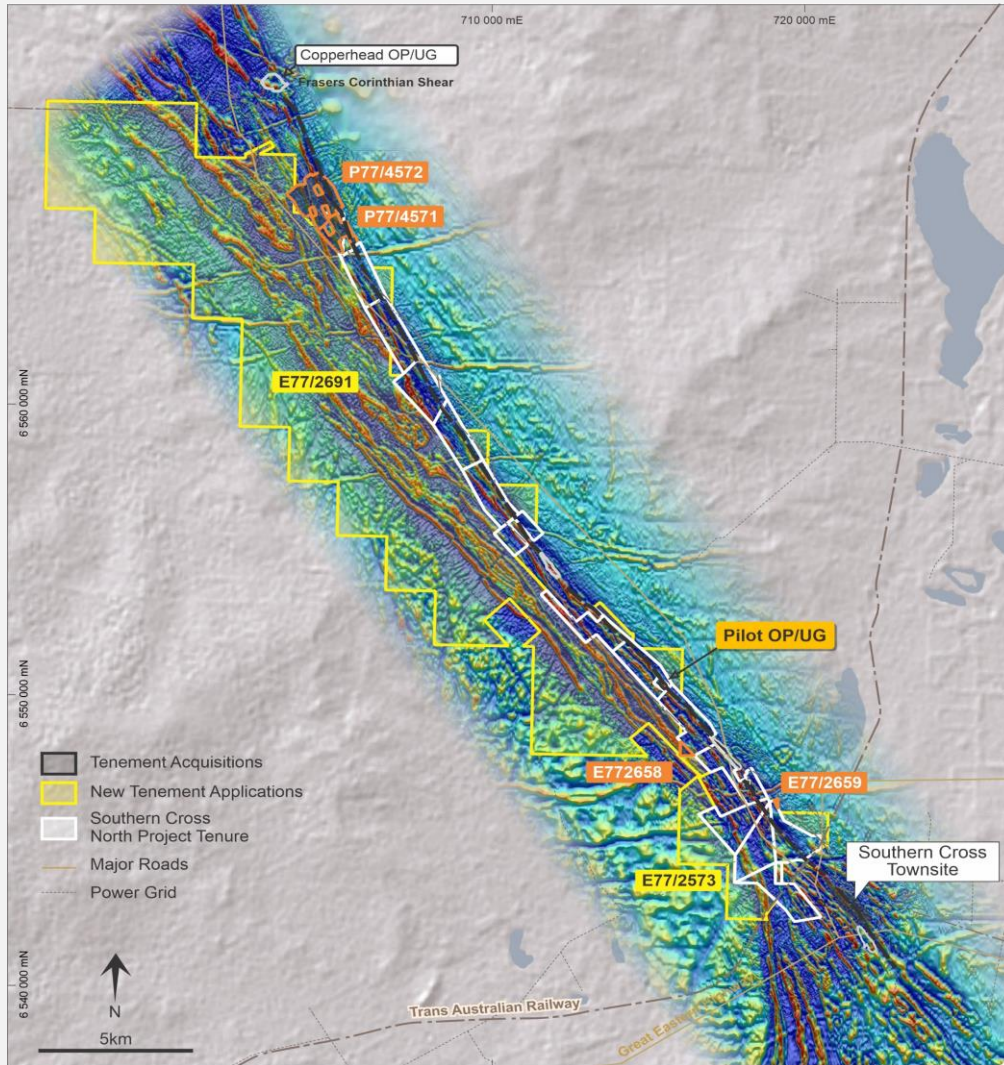 710 000 mE
720 000 mE
Copperhead OP/UG
Frasers Corinthian Shear
P77/4572
P77/4571
E77/2691
6 560 000 mN
Pilot OP/UG
6 550 000 mN
E772658
E77/2659
Southern Cross
Townsite
E77/2573
Tenement Acquisitions
New Tenement Applications
Southern Cross
North Project Tenure
Major Roads
Power Grid
N
5km
6 540 000 mN
Trans Australian Railway
Great Eastern